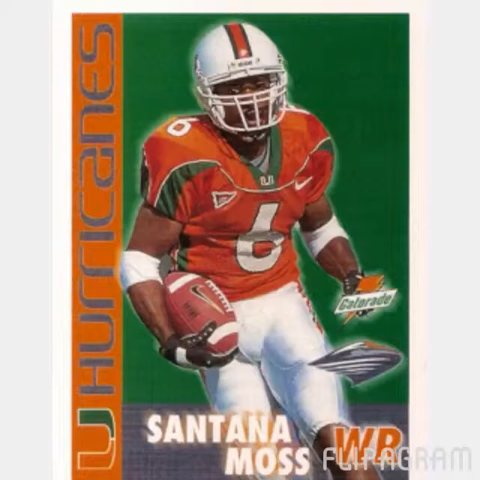 U HURRICANES
6
6
U
Gatorade
SANTANA
MOSS
WR
FLIPAGRAM